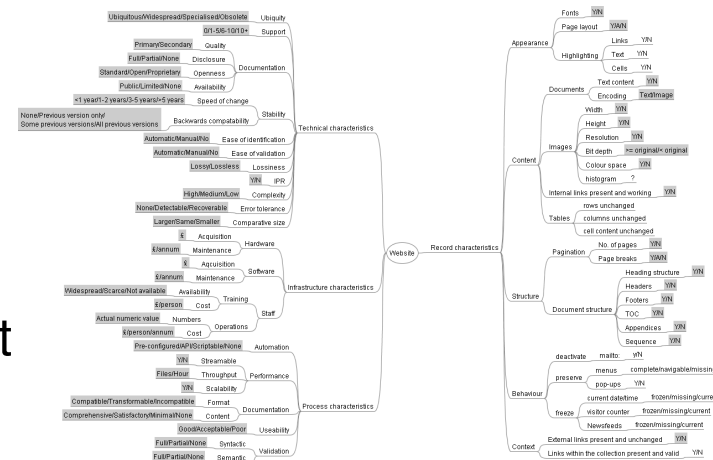 Ubiquitous/Widespread/Specialised/Obsolete Ubiquity
0/1-5/6-10/10+ Support
Primary/Secondary Quality
Full/Partial/None Disclosure
Documentation
Standard/Open/Proprietary Openness
Public/Limited/None Availability
<1 year/1-2 years/3-5 years/>5 years Speed of change
Stability
None/Previous version only/
Some previous versions/All previous versions Backwards compatability
Technical characteristics
Automatic/Manual/No Ease of identification
Automatic/Manual/No Ease of validation
Lossy/Lossless Lossiness
Y/N IPR
High/Medium/Low Complexity
None/Detectable/Recoverable Error tolerance
Larger/Same/Smaller Comparative size
£ Acquisition
Hardware
£/annum Maintenance
£ Aqcuisition
Software
£/annum Maintenance
Infrastructure characteristics
Widespread/Scarce/Not available Availability
Training
£/person Cost
Staff
Actual numeric value Numbers
Operations
£/person/annum Cost
Pre-configured/API/Scriptable/None Automation
Y/N Streamable
Files/Hour Throughput
Performance
Y/N Scalability
Process characteristics
Compatible/Transformable/Incompatible Format
Documentation
Comprehensive/Satisfactory/Minimal/None Content
Good/Acceptable/Poor Useability
Full/Partial/None Syntactic
Validation
Full/Partial/None Semantic
t
Website
Record characteristics
Appearance
Fonts Y/N
Page layout Y/A/N
Highlighting
Links Y/N
Text Y/N
Cells Y/N
Content
Documents
Text content Y/N
Encoding Text/Image
Images
Width Y/N
Height Y/N
Resolution Y/N
Bit depth >= original/< original
Colour space Y/N
histogram ?
Internal links present and working Y/N
Tables
rows unchanged
columns unchanged
cell content unchanged
Structure
Pagination
No. of pages Y/N
Page breaks Y/A/N
Document structure
Heading structure Y/N
Headers Y/N
Footers Y/N
TOC Y/N
Appendices Y/N
Sequence Y/N
Behaviour
deactivate mailto: y/N
preserve
menus complete/navigable/missing
pop-ups Y/N
freeze
current date/time frozen/missing/curre
visitor counter frozen/missing/current
Newsfeeds frozen/missing/current
Context
External links present and unchanged Y/N
Links within the collection present and valid Y/N